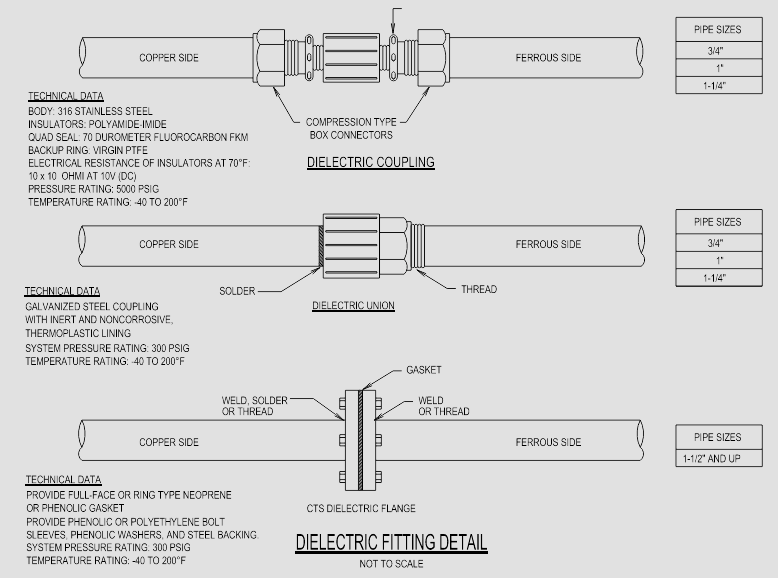 COPPER SIDE
FERROUS SIDE
PIPE SIZES
3/4"
1"
1-1/4"
TECHNICAL DATA
BODY: 316 STAINLESS STEEL
INSULATORS: POLYAMIDE-IMIDE
QUAD SEAL: 70 DUROMETER FLUOROCARBON FKM
BACKUP RING: VIRGIN PTFE
ELECTRICAL RESISTANCE OF INSULATORS AT 70°F:
10 x 10 OHMI AT 10V (DC)
PRESSURE RATING: 5000 PSIG
TEMPERATURE RATING: -40 TO 200°F
COMPRESSION TYPE
BOX CONNECTORS
DIELECTRIC COUPLING
COPPER SIDE
FERROUS SIDE
PIPE SIZES
3/4"
1"
1-1/4"
SOLDER
THREAD
DIELECTRIC UNION
TECHNICAL DATA
GALVANIZED STEEL COUPLING
WITH INERT AND NONCORROSIVE,
THERMOPLASTIC LINING
SYSTEM PRESSURE RATING: 300 PSIG
TEMPERATURE RATING: -40 TO 200°F
GASKET
WELD, SOLDER
OR THREAD
WELD
OR THREAD
COPPER SIDE
FERROUS SIDE
PIPE SIZES
1-1/2" AND UP
TECHNICAL DATA
PROVIDE FULL-FACE OR RING TYPE NEOPRENE
OR PHENOLIC GASKET
PROVIDE PHENOLIC OR POLYETHYLENE BOLT
SLEEVES, PHENOLIC WASHERS, AND STEEL BACKING.
SYSTEM PRESSURE RATING: 300 PSIG
TEMPERATURE RATING: -40 TO 200°F
CTS DIELECTRIC FLANGE
DIELECTRIC FITTING DETAIL
NOT TO SCALE